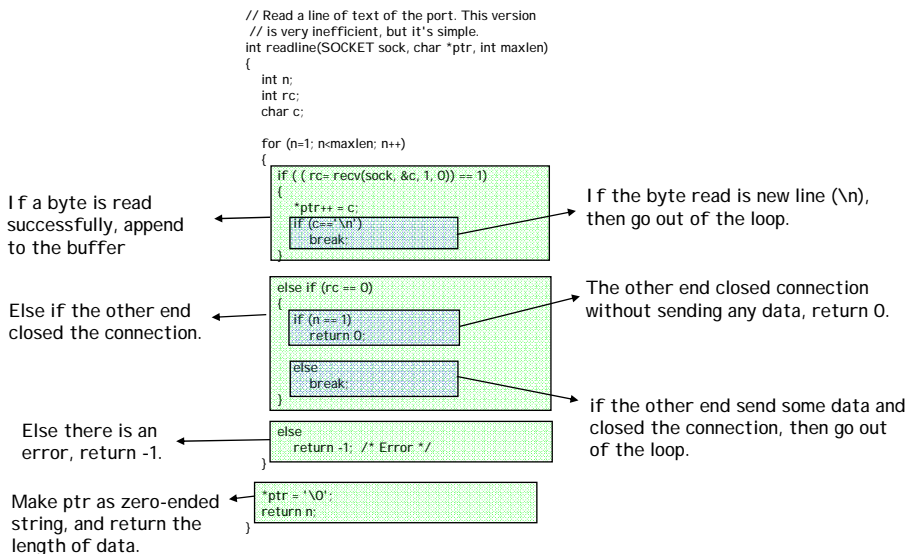 // Read a line of text of the port. This version
// is very inefficient, but it's simple.
int readline(SOCKET sock, char *ptr, int maxlen)
{
int n;
int rc;
char c;
for (n=1; n<maxlen; n++)
{
if ( ( rc= recv(sock, &c, 1, 0)) == 1)
{
*ptr++ = c;
if (c=='\n')
break;
}
If a byte is read
successfully, append
to the buffer
If the byte read is new line (\n),
then go out of the loop.
else if (rc == 0)
{
if (n == 1)
return 0;
else
break;
}
Else if the other end
closed the connection.
The other end closed connection
without sending any data, return 0.
if the other end send some data and
closed the connection, then go out
of the loop.
else
return -1; /* Error */
}
Else there is an
error, return -1.
*ptr = '\0';
return n;
}
Make ptr as zero-ended
string, and return the
length of data.